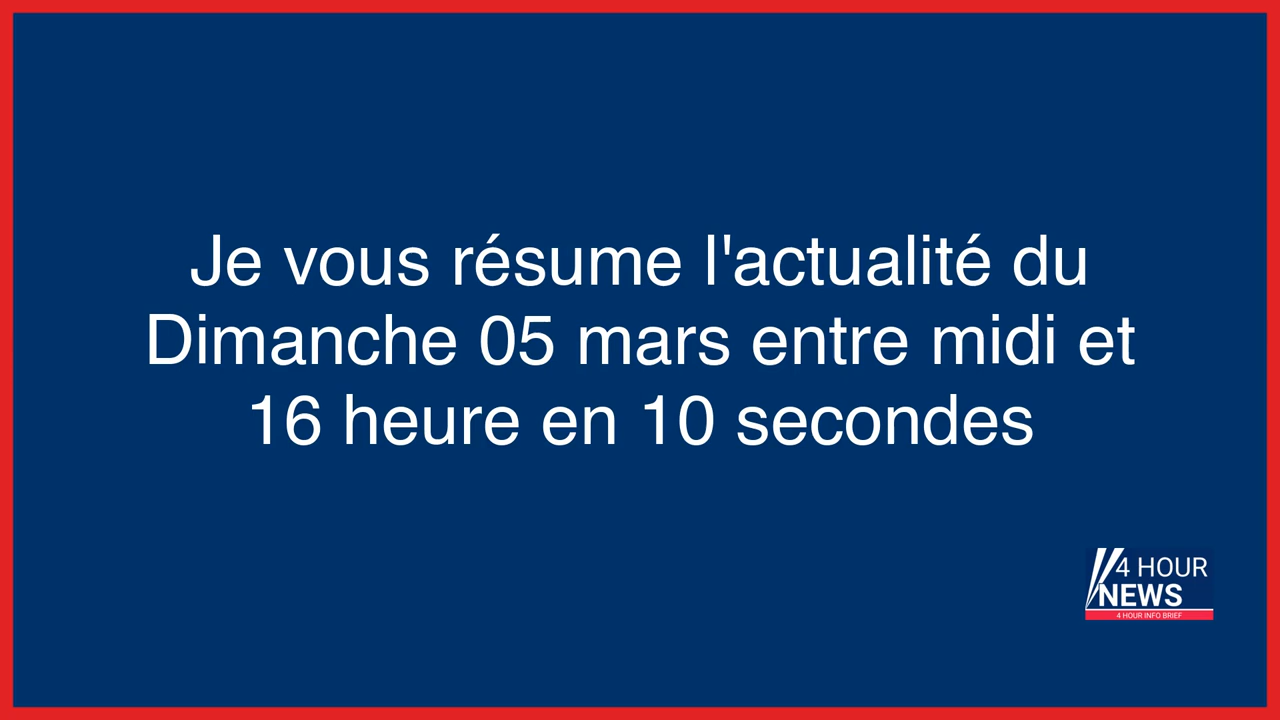 Je vous résume l'actualité du
Dimanche 05 mars entre midi et
16 heure en 10 secondes
4 HOUR
NEWS
4 HOUR INFO BRIEF